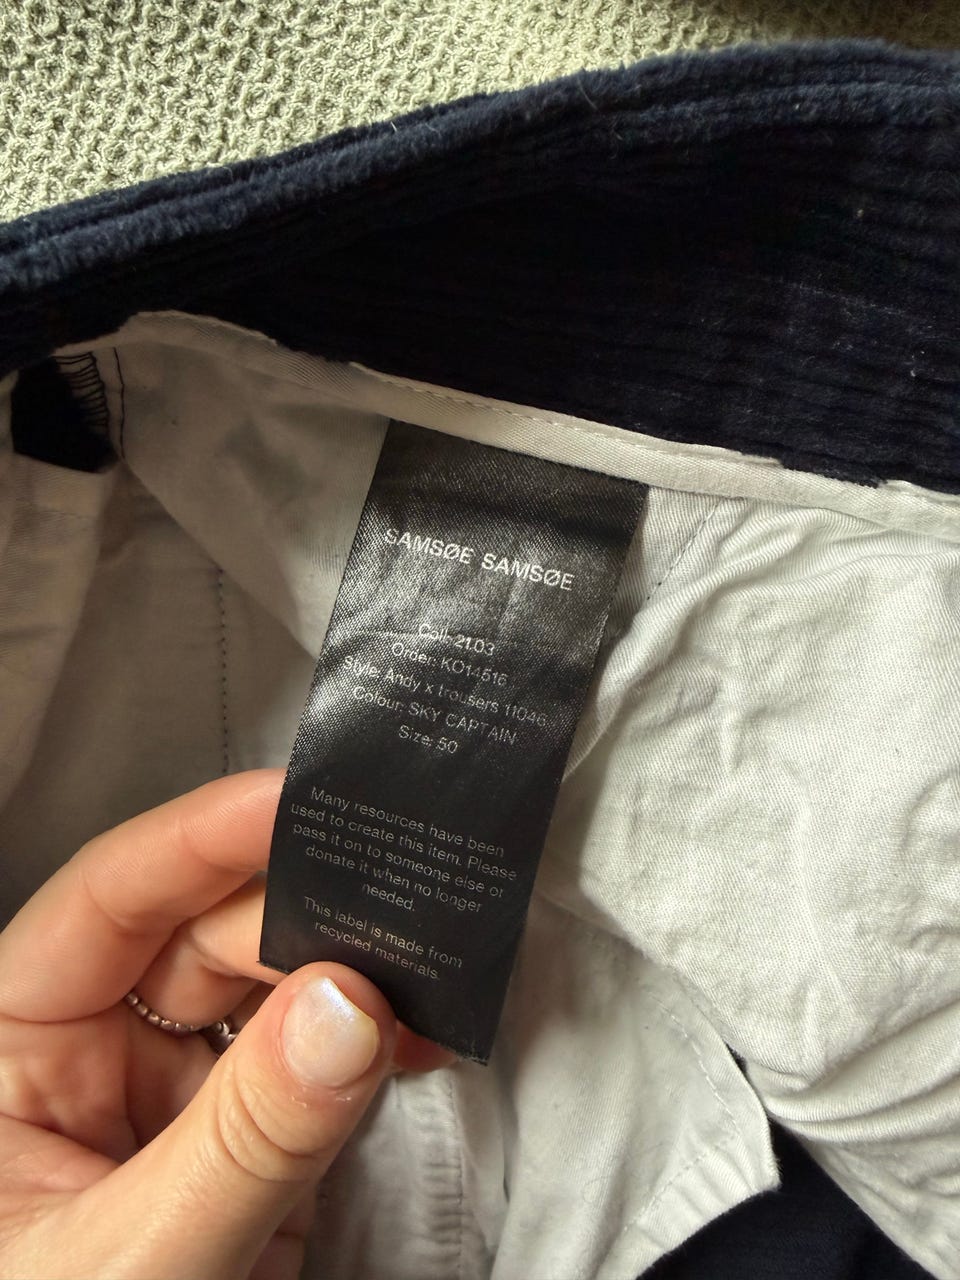 SAMSØE SAMSØE
Coll: 21.03
Order: KO14516
Style: Andy x trousers 11046
Colour: SKY CAPTAIN
Size: 50
Many resources have been
used to create this item. Please
pass it on to someone else or
donate it when no longer
needed.
This label is made from
recycled materials.